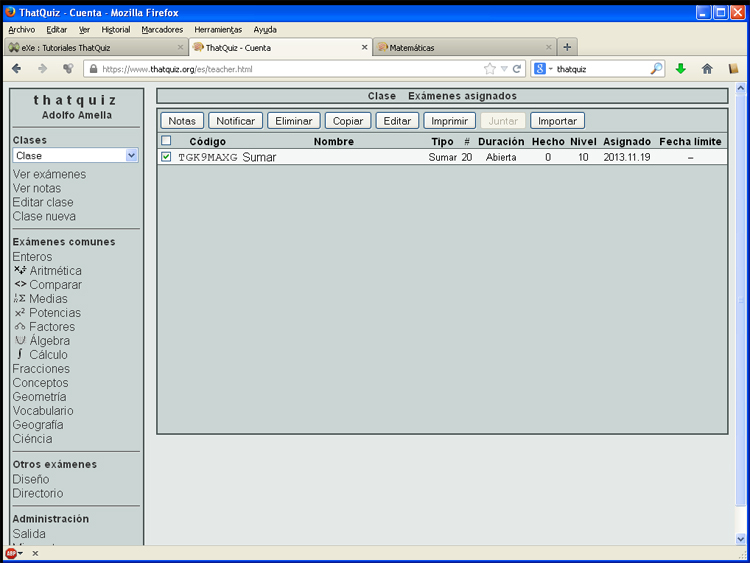 ThatQuiz - Cuenta - Mozilla Firefox
Archivo Editar Ver Historial Marcadores Herramientas Ayuda
eXe : Tutoriales ThatQuiz × ThatQuiz - Cuenta × Matemáticas × +
https://www.thatquiz.org/es/teacher.html thatquiz
thatquiz
Adolfo Amella
Clases
Clase
Ver exámenes
Ver notas
Editar clase
Clase nueva
Exámenes comunes
Enteros
Aritmética
<> Comparar
Medias
x² Potencias
Factores
Álgebra
∫ Cálculo
Fracciones
Conceptos
Geometría
Vocabulario
Geografía
Ciéncia
Otros exámenes
Diseño
Directorio
Administración
Salida
Clase Exámenes asignados
Notas Notificar Eliminar Copiar Editar Imprimir Juntar Importar
Código Nombre Tipo # Duración Hecho Nivel Asignado Fecha límite
TGK9MAXG Sumar Sumar 20 Abierta 0 10 2013.11.19 –
ABP ×